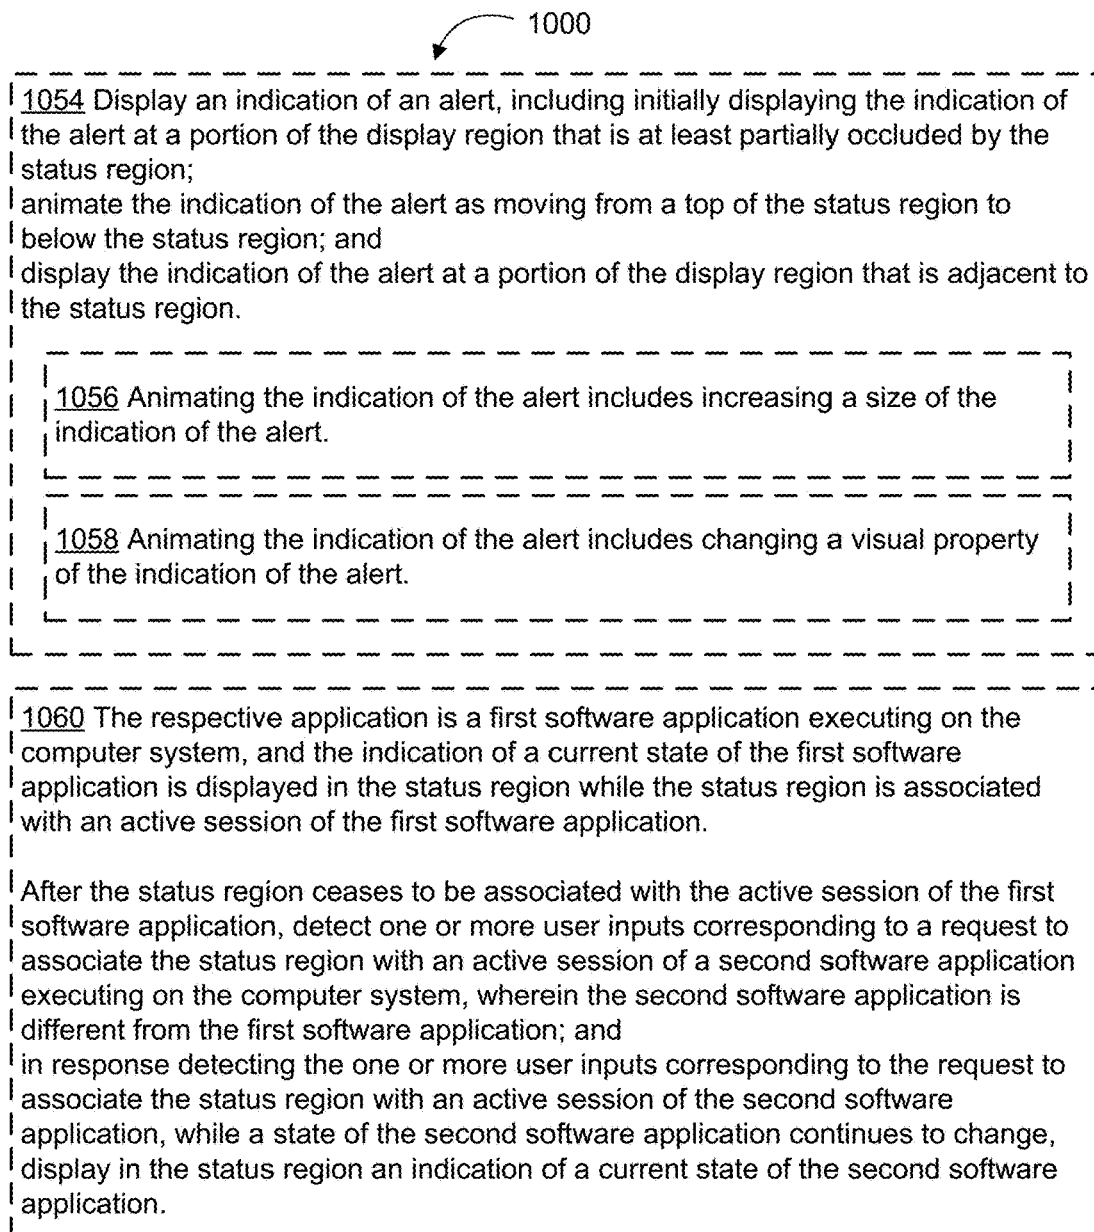 1000
1054 Display an indication of an alert, including initially displaying the indication of
the alert at a portion of the display region that is at least partially occluded by the
status region;
animate the indication of the alert as moving from a top of the status region to
below the status region; and
display the indication of the alert at a portion of the display region that is adjacent to
the status region.
1056 Animating the indication of the alert includes increasing a size of the
indication of the alert.
1058 Animating the indication of the alert includes changing a visual property
of the indication of the alert.
1060 The respective application is a first software application executing on the
computer system, and the indication of a current state of the first software
application is displayed in the status region while the status region is associated
with an active session of the first software application.
After the status region ceases to be associated with the active session of the first
software application, detect one or more user inputs corresponding to a request to
associate the status region with an active session of a second software application
executing on the computer system, wherein the second software application is
different from the first software application; and
in response detecting the one or more user inputs corresponding to the request to
associate the status region with an active session of the second software
application, while a state of the second software application continues to change,
display in the status region an indication of a current state of the second software
application.